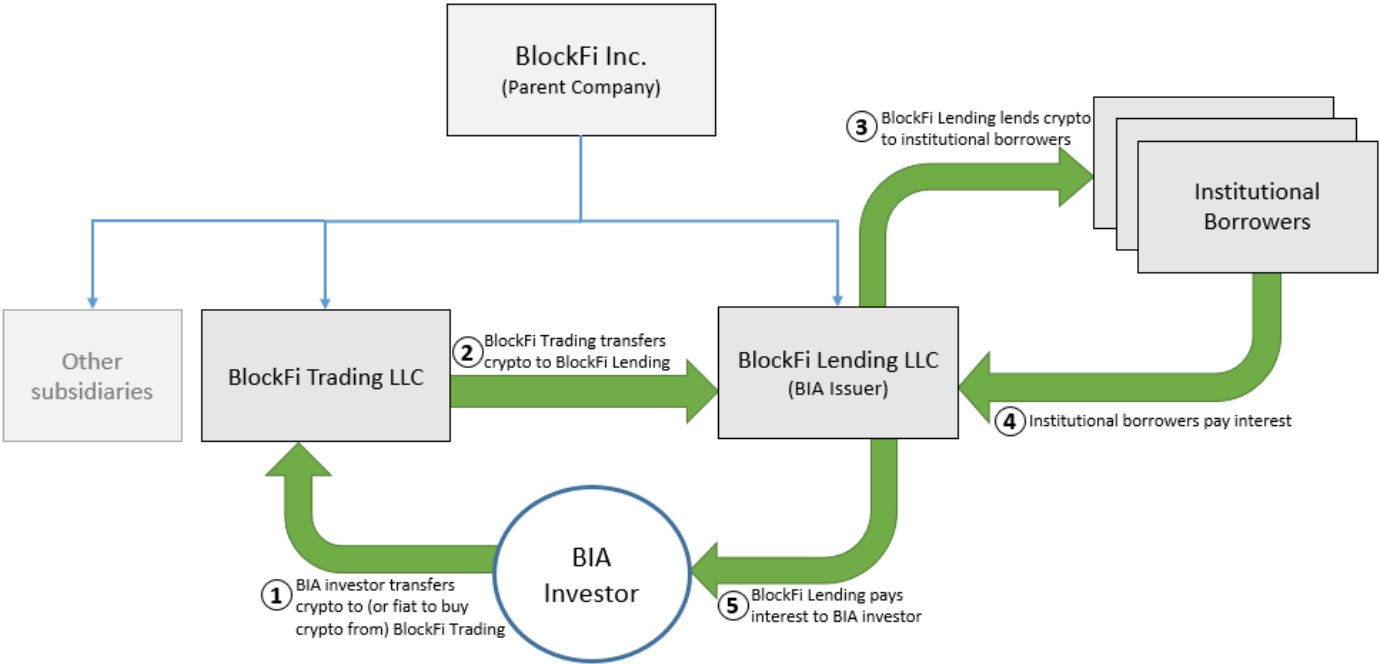 BlockFi Inc.
(Parent Company)
3 BlockFi Lending lends crypto
to institutional borrowers
Institutional
Borrowers
Other
subsidiaries
BlockFi Trading LLC
2 BlockFi Trading transfers
crypto to BlockFi Lending
BlockFi Lending LLC
(BIA Issuer)
4 Institutional borrowers pay interest
BIA
Investor
1 BIA investor transfers
crypto to (or fiat to buy
crypto from) BlockFi Trading
5 BlockFi Lending pays
interest to BIA investor